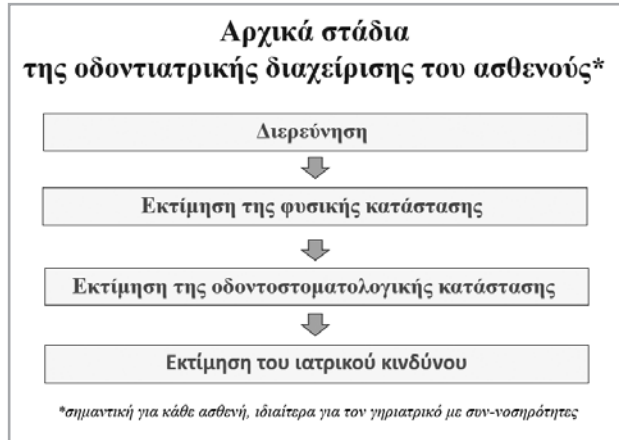 Αρχικά στάδια
της οδοντιατρικής διαχείρισης του ασθενούς*
Διερεύνηση
Εκτίμηση της φυσικής κατάστασης
Εκτίμηση της οδοντοστοματολογικής κατάστασης
Εκτίμηση του ιατρικού κινδύνου
*σημαντική για κάθε ασθενή, ιδιαίτερα για τον γηριατρικό με συν-νοσηρότητες